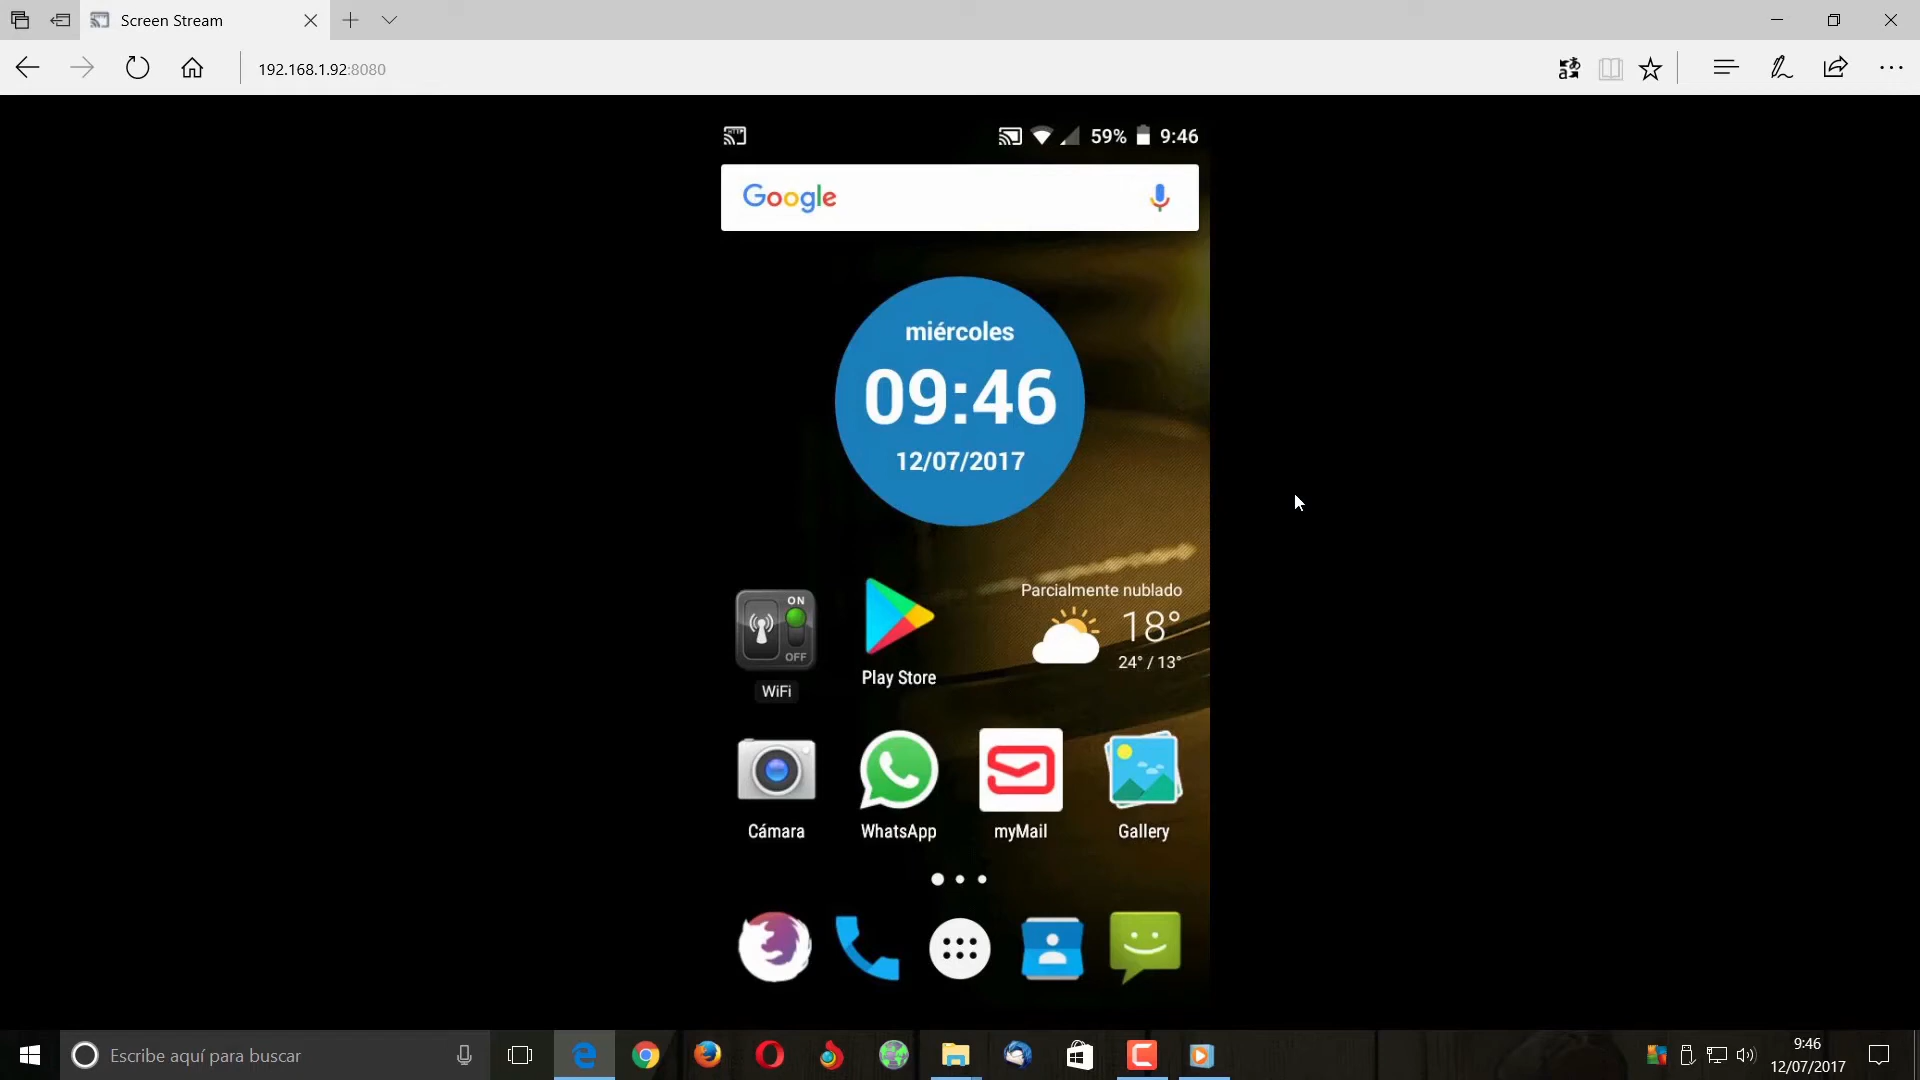 Screen Stream
192.168.1.92:8080
59% 9:46
Google
miércoles
09:46
12/07/2017
ON
OFF
WiFi
Play Store
Parcialmente nublado
18°
24° / 13°
Cámara
WhatsApp
myMail
Gallery
Escribe aquí para buscar
9:46
12/07/2017